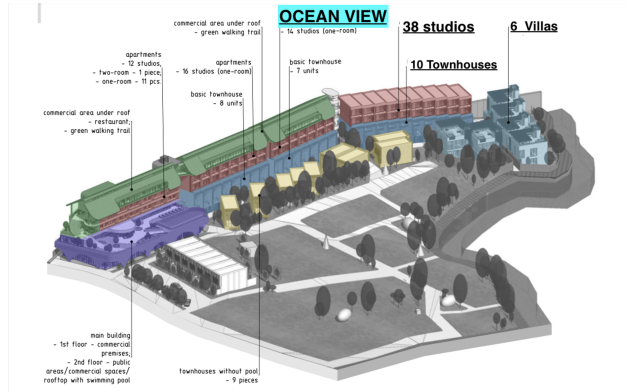 OCEAN VIEW
commercial area under roof
- green walking trail
- 14 studios (one-room)
38 studios
6 Villas
apartments
- 12 studios,
- two-room - 1 piece;
- one-room - 11 pcs.
apartments
- 16 studios (one-room)
basic townhouse
- 7 units
10 Townhouses
basic townhouse
- 8 units
commercial area under roof
- restaurant;
- green walking trail
main building
- 1st floor - commercial
premises;
- 2nd floor - public
areas/commercial spaces/
rooftop with swimming pool
townhouses without pool
- 9 pieces